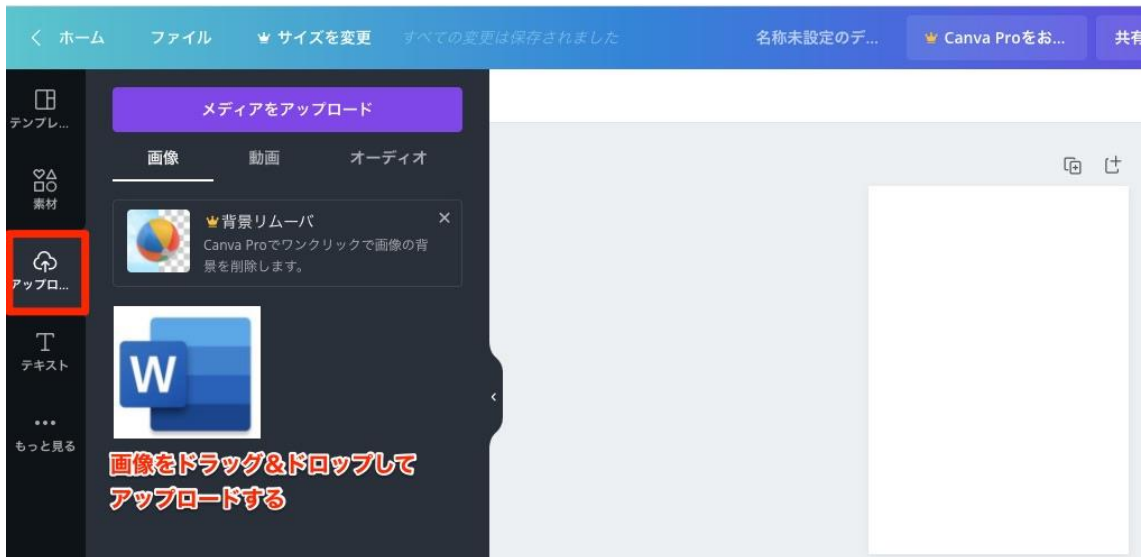 ホーム ファイル サイズを変更 すべての変更は保存されました 名称未設定のデ... Canva Proをお... 共有
テンプレ...
素材
アップロ...
テキスト
もっと見る
メディアをアップロード
画像 動画 オーディオ
背景リムーバ
Canva Proでワンクリックで画像の背
景を削除します。
W
画像をドラッグ&ドロップして
アップロードする